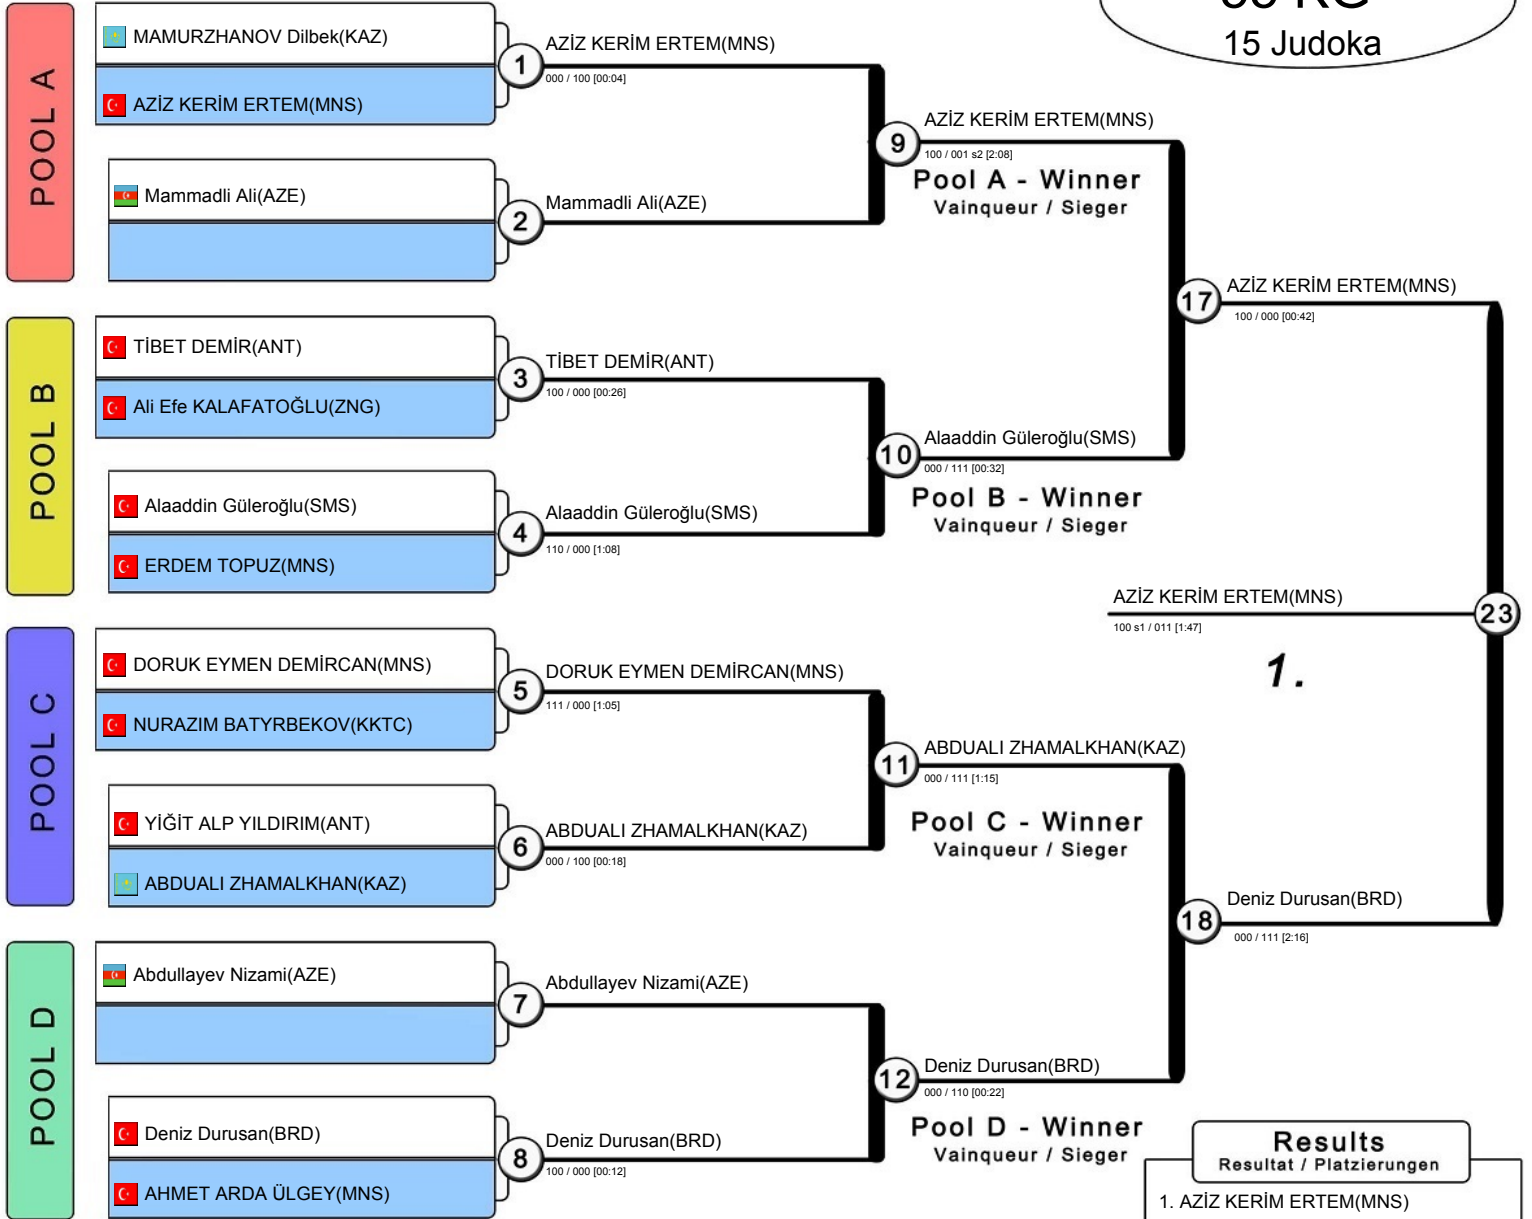 KG
15 Judoka
POOL A
MAMURZHANOV Dilbek(KAZ)
AZİZ KERİM ERTEM(MNS)
1
AZİZ KERİM ERTEM(MNS)
000 / 100 [00:04]
Mammadli Ali(AZE)
2
Mammadli Ali(AZE)
9
AZİZ KERİM ERTEM(MNS)
100 / 001 s2 [2:08]
Pool A - Winner
Vainqueur / Sieger
POOL B
TİBET DEMİR(ANT)
Ali Efe KALAFATOĞLU(ZNG)
3
TİBET DEMİR(ANT)
100 / 000 [00:26]
Alaaddin Güleroğlu(SMS)
ERDEM TOPUZ(MNS)
4
Alaaddin Güleroğlu(SMS)
110 / 000 [1:08]
10
Alaaddin Güleroğlu(SMS)
000 / 111 [00:32]
Pool B - Winner
Vainqueur / Sieger
17
AZİZ KERİM ERTEM(MNS)
100 / 000 [00:42]
POOL C
DORUK EYMEN DEMİRCAN(MNS)
NURAZIM BATYRBEKOV(KKTC)
5
DORUK EYMEN DEMİRCAN(MNS)
111 / 000 [1:05]
YİĞİT ALP YILDIRIM(ANT)
ABDUALI ZHAMALKHAN(KAZ)
6
ABDUALI ZHAMALKHAN(KAZ)
000 / 100 [00:18]
11
ABDUALI ZHAMALKHAN(KAZ)
000 / 111 [1:15]
Pool C - Winner
Vainqueur / Sieger
POOL D
Abdullayev Nizami(AZE)
7
Abdullayev Nizami(AZE)
Deniz Durusan(BRD)
AHMET ARDA ÜLGEY(MNS)
8
Deniz Durusan(BRD)
100 / 000 [00:12]
12
Deniz Durusan(BRD)
000 / 110 [00:22]
Pool D - Winner
Vainqueur / Sieger
18
Deniz Durusan(BRD)
000 / 111 [2:16]
AZİZ KERİM ERTEM(MNS)
23
100 s1 / 011 [1:47]
1.
Results
Resultat / Platzierungen
1. AZİZ KERİM ERTEM(MNS)